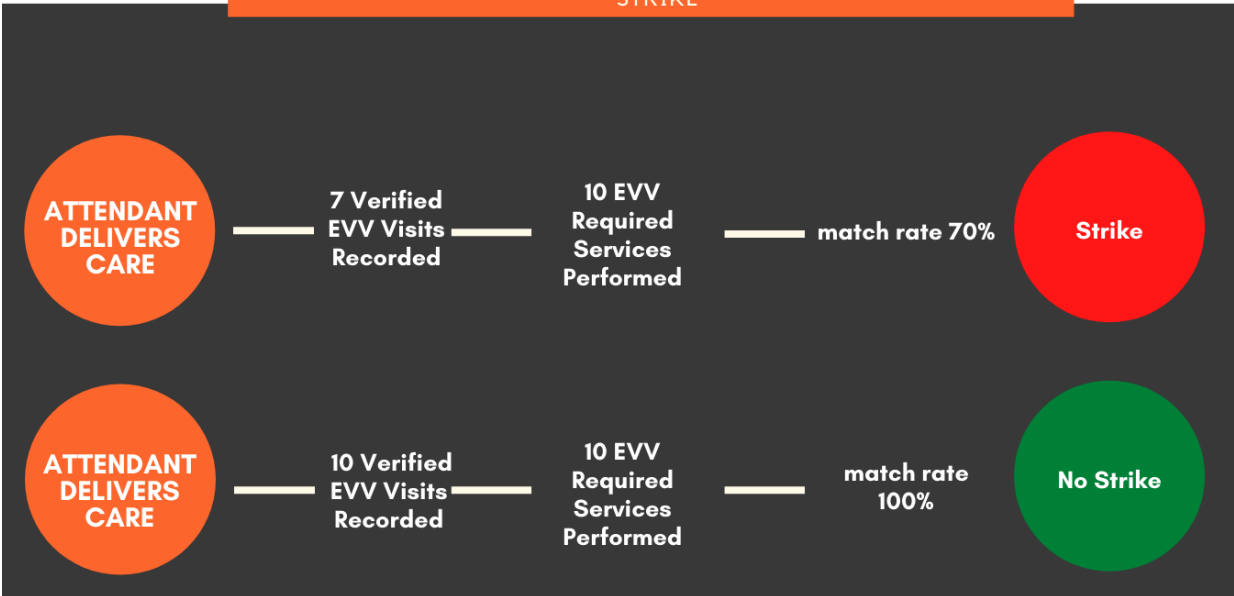 STRIKE
ATTENDANT
DELIVERS
CARE
7 Verified
EVV Visits
Recorded
10 EVV
Required
Services
Performed
match rate 70%
Strike
ATTENDANT
DELIVERS
CARE
10 Verified
EVV Visits
Recorded
10 EVV
Required
Services
Performed
match rate
100%
No Strike